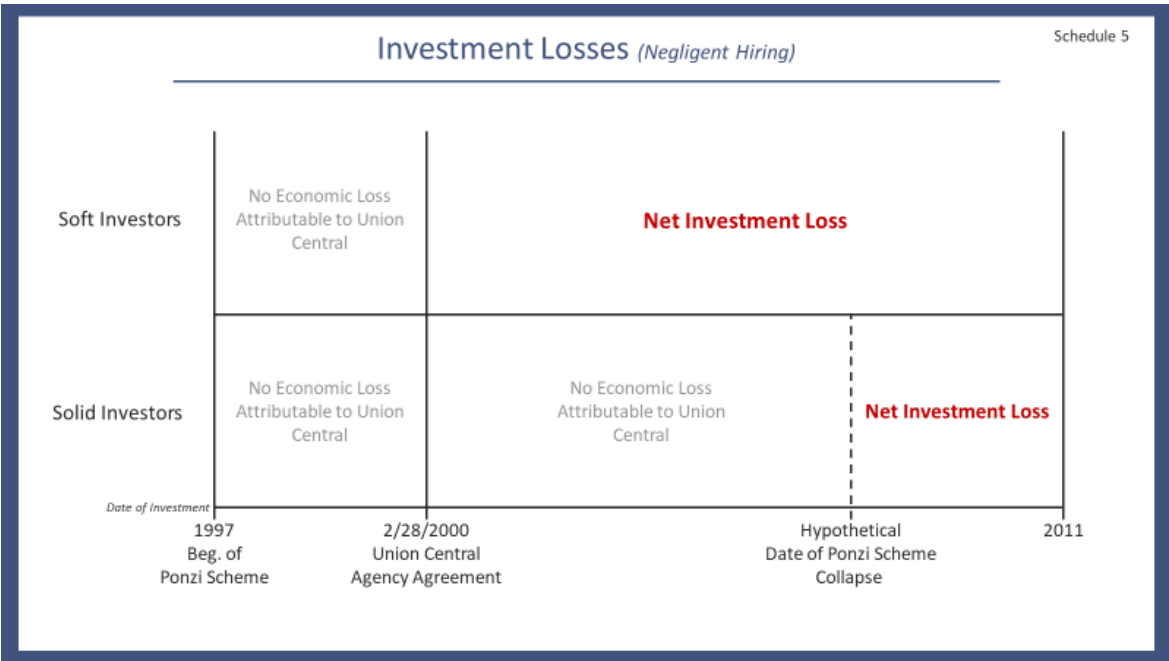 Schedule 5
Investment Losses (Negligent Hiring)
No Economic Loss
Attributable to Union
Central
Soft Investors
Net Investment Loss
No Economic Loss
Attributable to Union
Central
No Economic Loss
Attributable to Union
Central
Solid Investors
Net Investment Loss
Date of Investment
1997
Beg. of
Ponzi Scheme
2/28/2000
Union Central
Agency Agreement
Hypothetical
Date of Ponzi Scheme
Collapse
2011